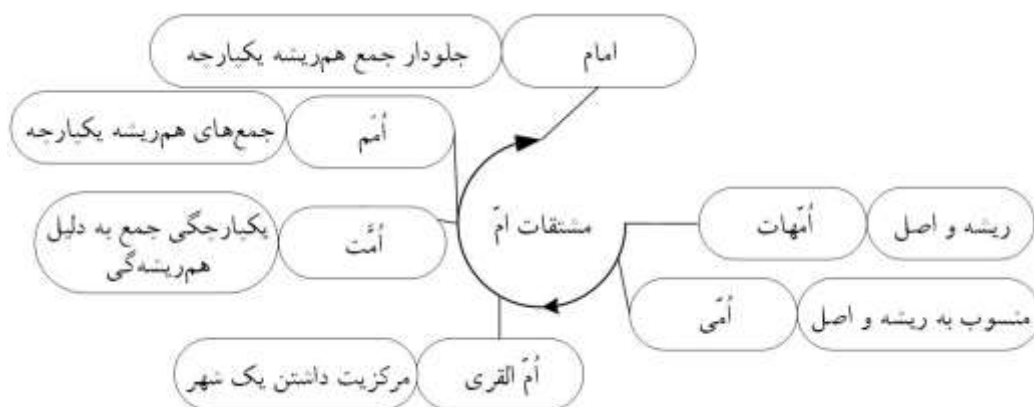 امام
جلودار جمع هم‌ریشه یکپارچه
اُمَم
جمع‌های هم‌ریشه یکپارچه
مشتقات امّ
اُمَّت
یکپارچگی جمع به دلیل
هم‌ریشه‌گی
اُمّهات
ریشه و اصل
اُمّی
منسوب به ریشه و اصل
اُمّ القری
مرکزیت داشتن یک شهر